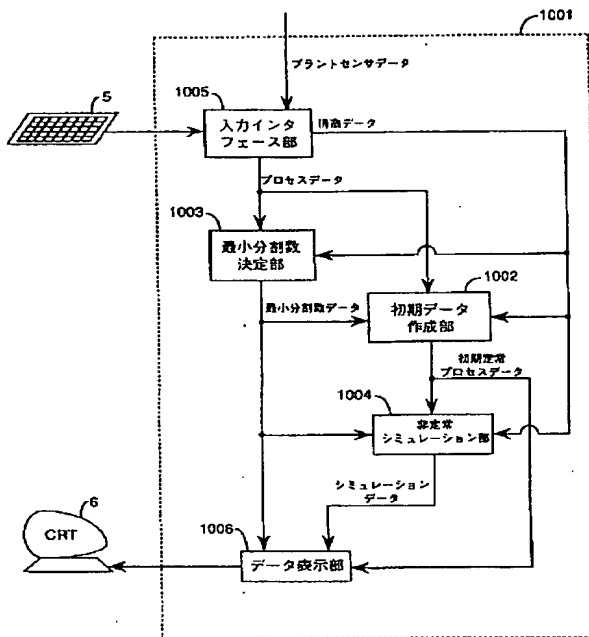 1001
プラントセンサデータ
5
1005
入力インタ
フェース部
データ
プロセスデータ
1003
最小分割数
決定部
1002
最小分割数データ
初期データ
作成部
初期定常
プロセスデータ
1004
非定常
シミュレーション部
シミュレーション
データ
6
CRT
1006
データ表示部